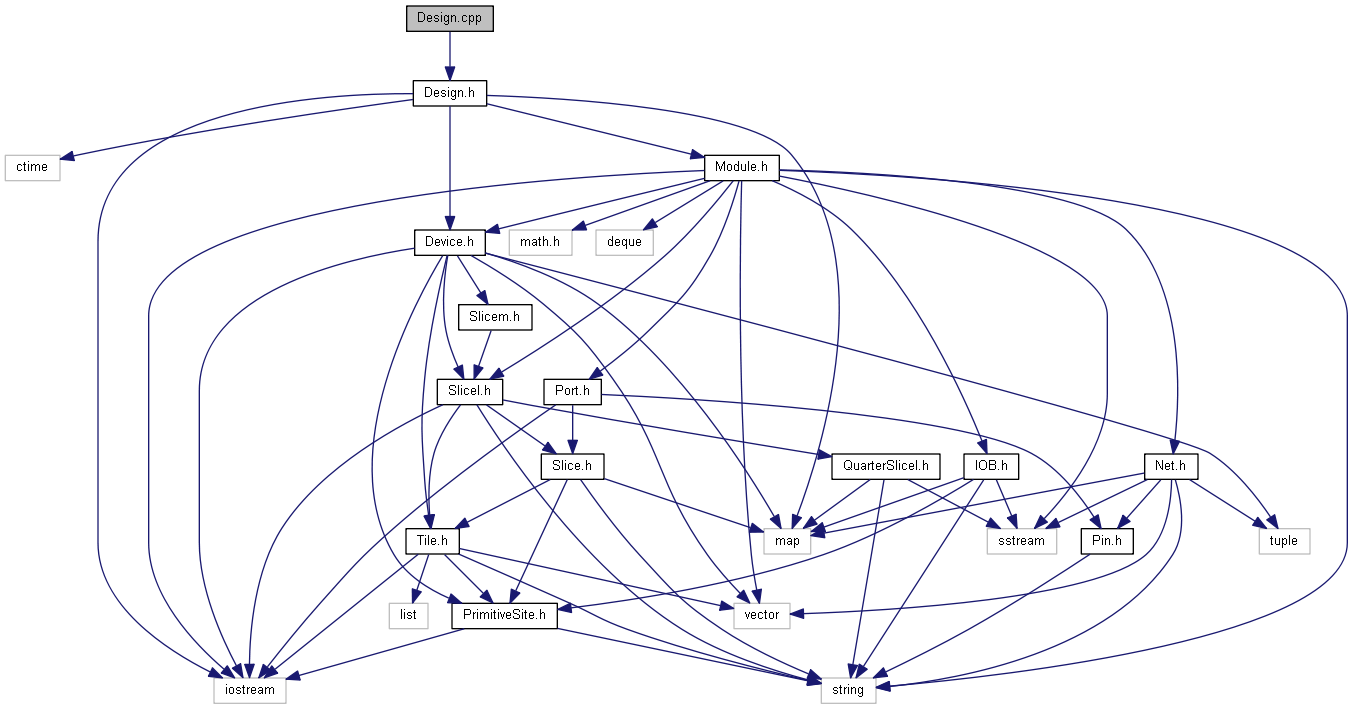 Design.cpp
Design.h
ctime
Module.h
Device.h
math.h
deque
Slicem.h
Slicel.h
Port.h
Slice.h
QuarterSlicel.h
IOB.h
Net.h
Tile.h
map
sstream
Pin.h
tuple
list
PrimitiveSite.h
vector
iostream
string